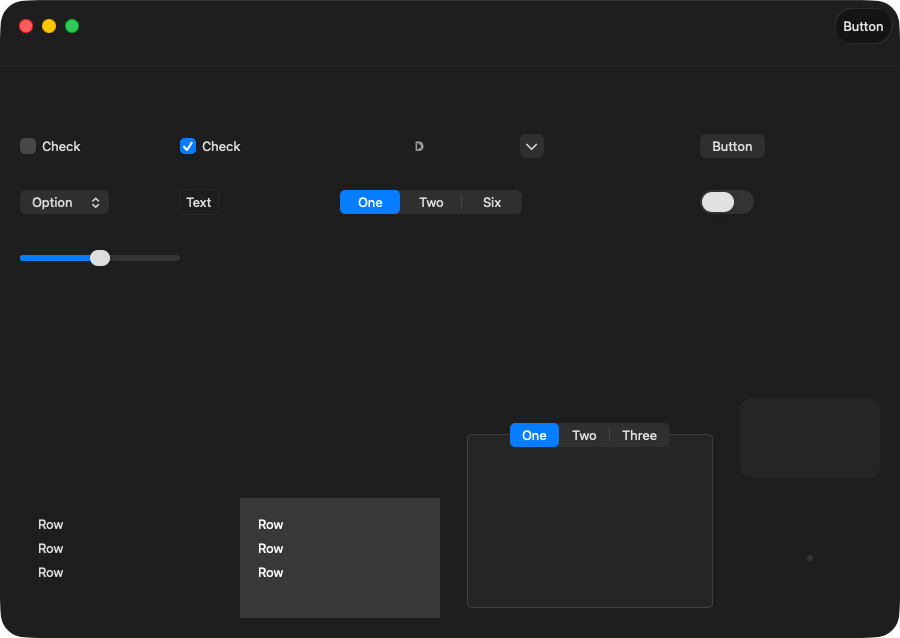 Button
Check
Check
Button
Option
Text
One Two Six
One Two Three
Row
Row
Row
Row
Row
Row